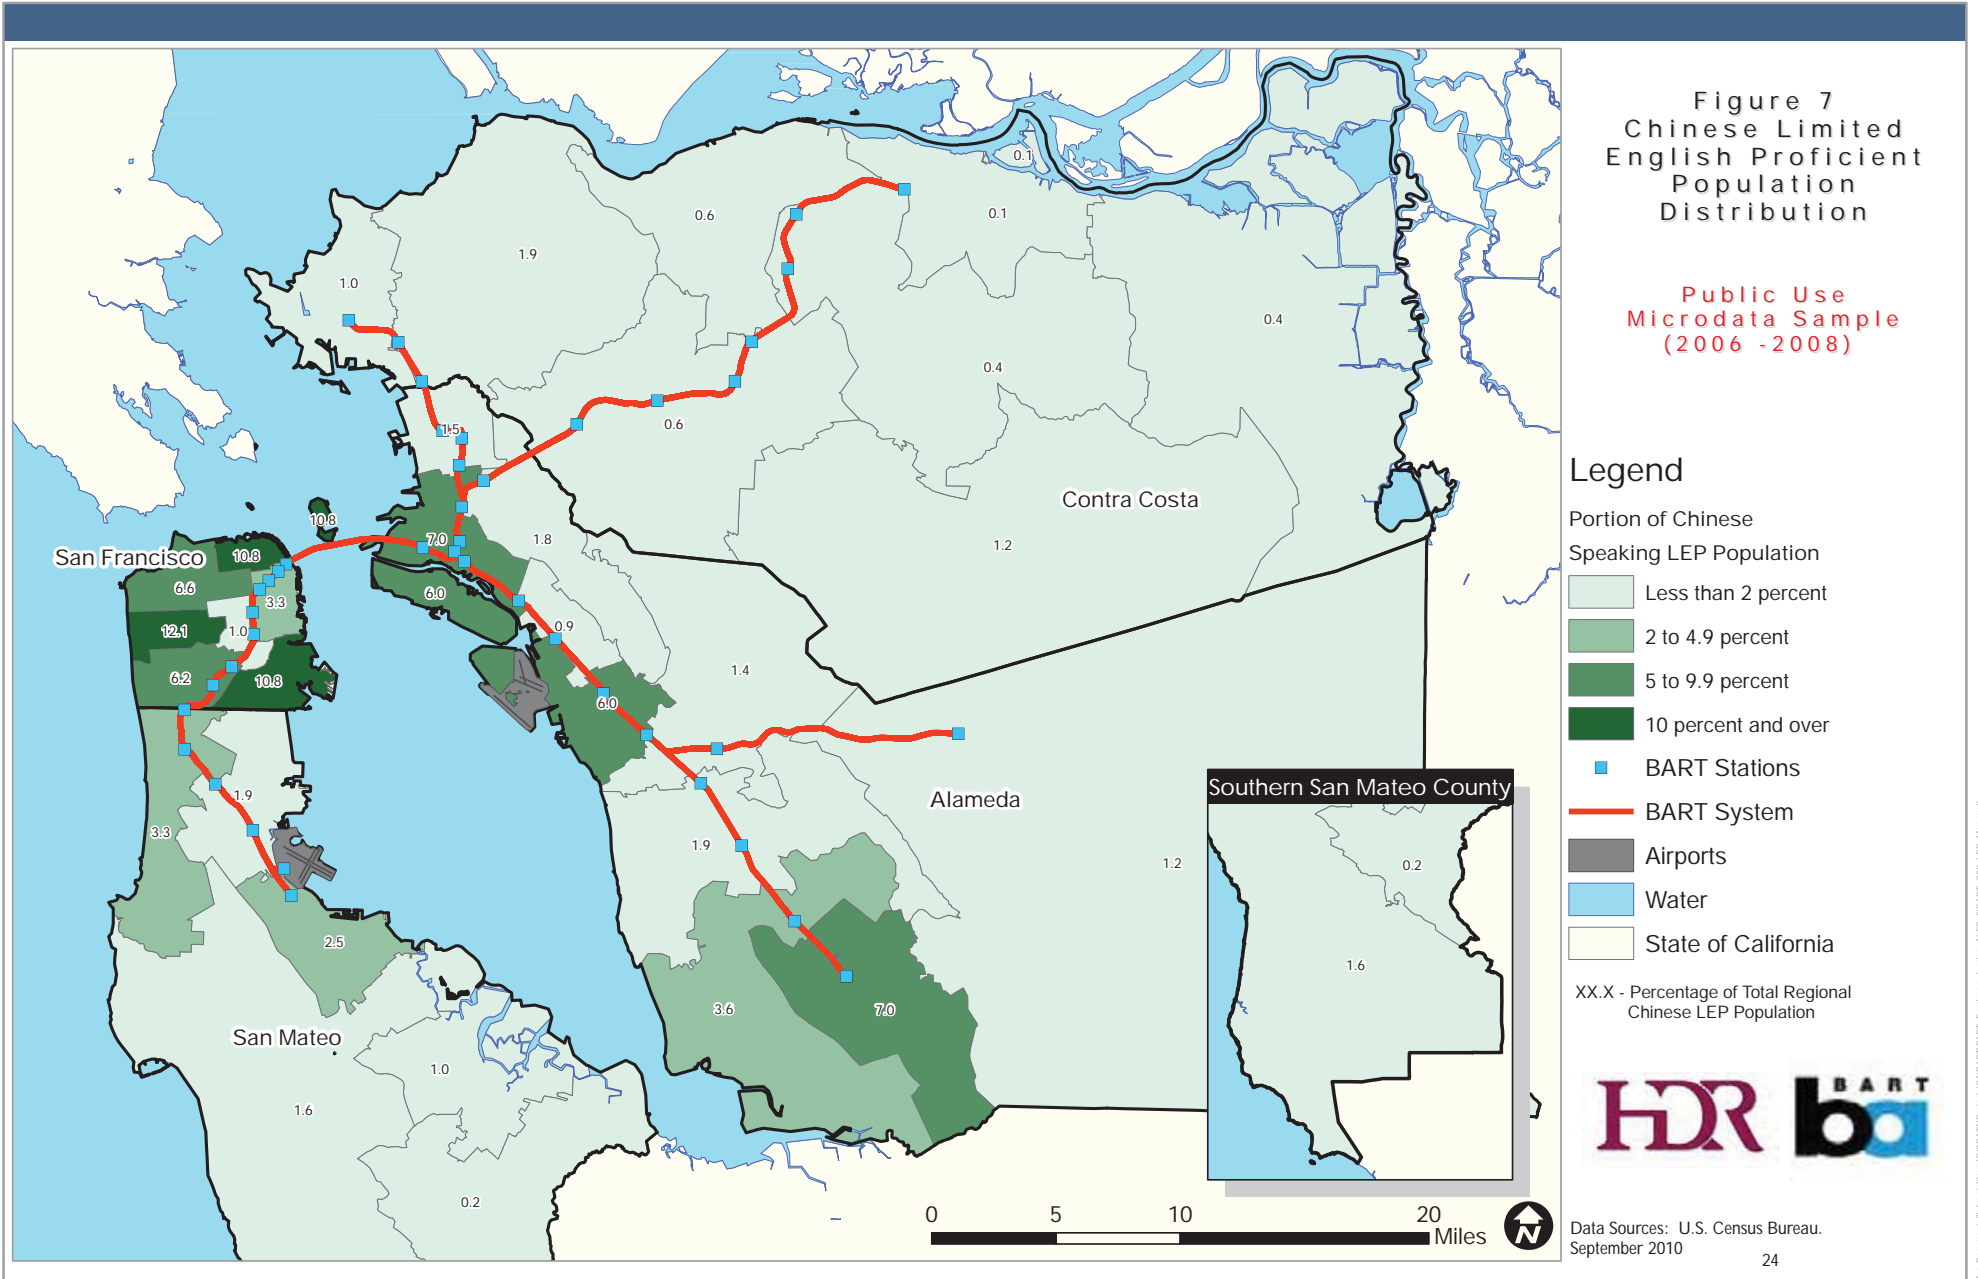 Figure 7
Chinese Limited
English Proficient
Population
Distribution
Public Use
Microdata Sample
(2006 -2008)
Legend
Portion of Chinese
Speaking LEP Population
Less than 2 percent
2 to 4.9 percent
5 to 9.9 percent
10 percent and over
BART Stations
BART System
Airports
Water
State of California
XX.X - Percentage of Total Regional
Chinese LEP Population
HDR
BART
ba
Data Sources: U.S. Census Bureau.
September 2010
24
0.1
0.6
0.1
1.9
1.0
0.4
0.4
1.5
0.6
Contra Costa
10.8
7.0
1.8
1.2
San Francisco
10.8
6.6
6.0
3.3
12.1
1.0
0.9
6.2
10.8
1.4
6.0
1.9
Alameda
3.3
1.9
1.2
2.5
3.6
7.0
San Mateo
1.0
1.6
0.2
Southern San Mateo County
0.2
1.6
0 5 10 20
Miles
N